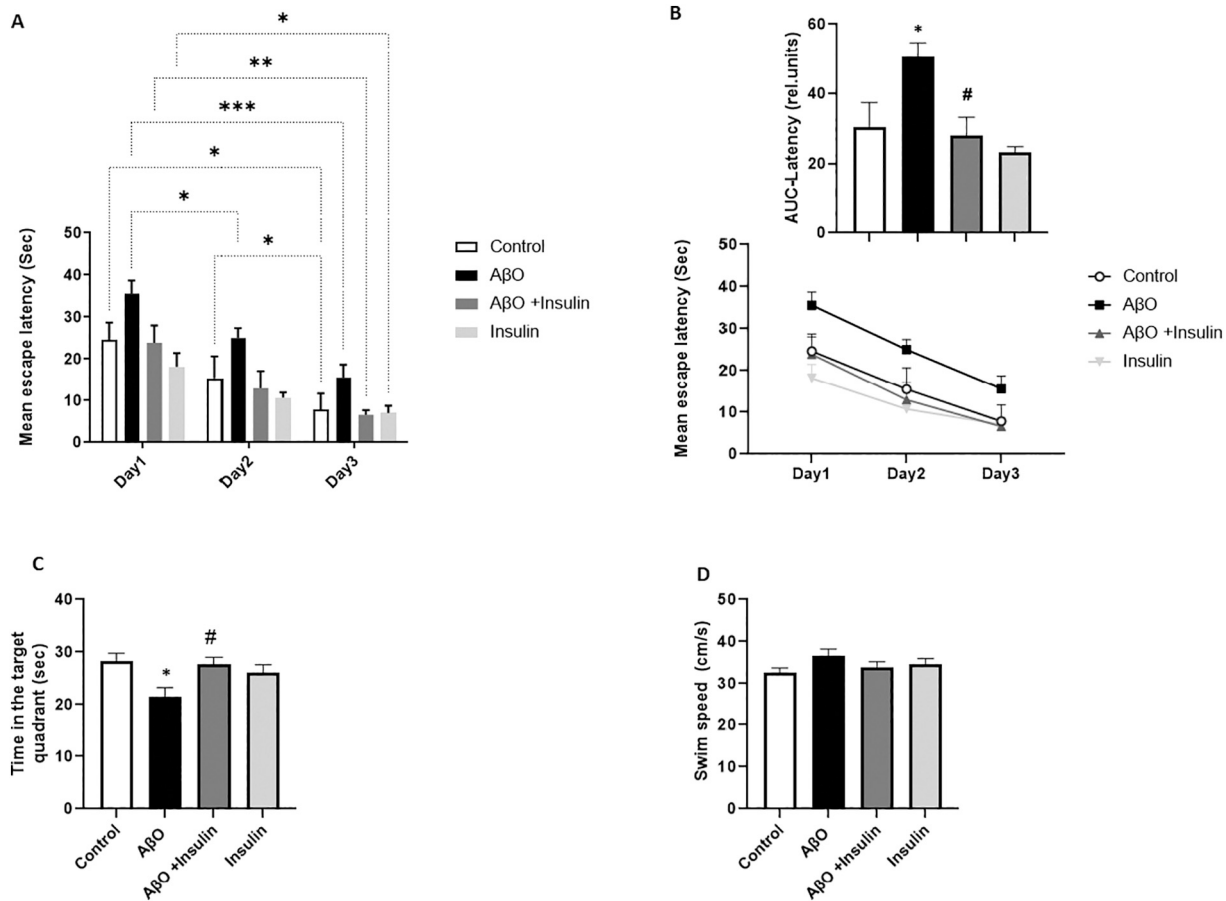 A
*
**
***
*
*
*
Mean escape latency (Sec)
50
40
30
20
10
0
Day1
Day2
Day3
Control
AβO
AβO +Insulin
Insulin
B
AUC-Latency (rel.units)
60
40
20
0
*
#
Mean escape latency (Sec)
50
40
30
20
10
0
Day1
Day2
Day3
Control
AβO
AβO +Insulin
Insulin
C
Time in the target
quadrant (sec)
40
30
20
10
0
*
#
Control
AβO
AβO +Insulin
Insulin
D
Swim speed (cm/s)
50
40
30
20
10
0
Control
AβO
AβO +Insulin
Insulin